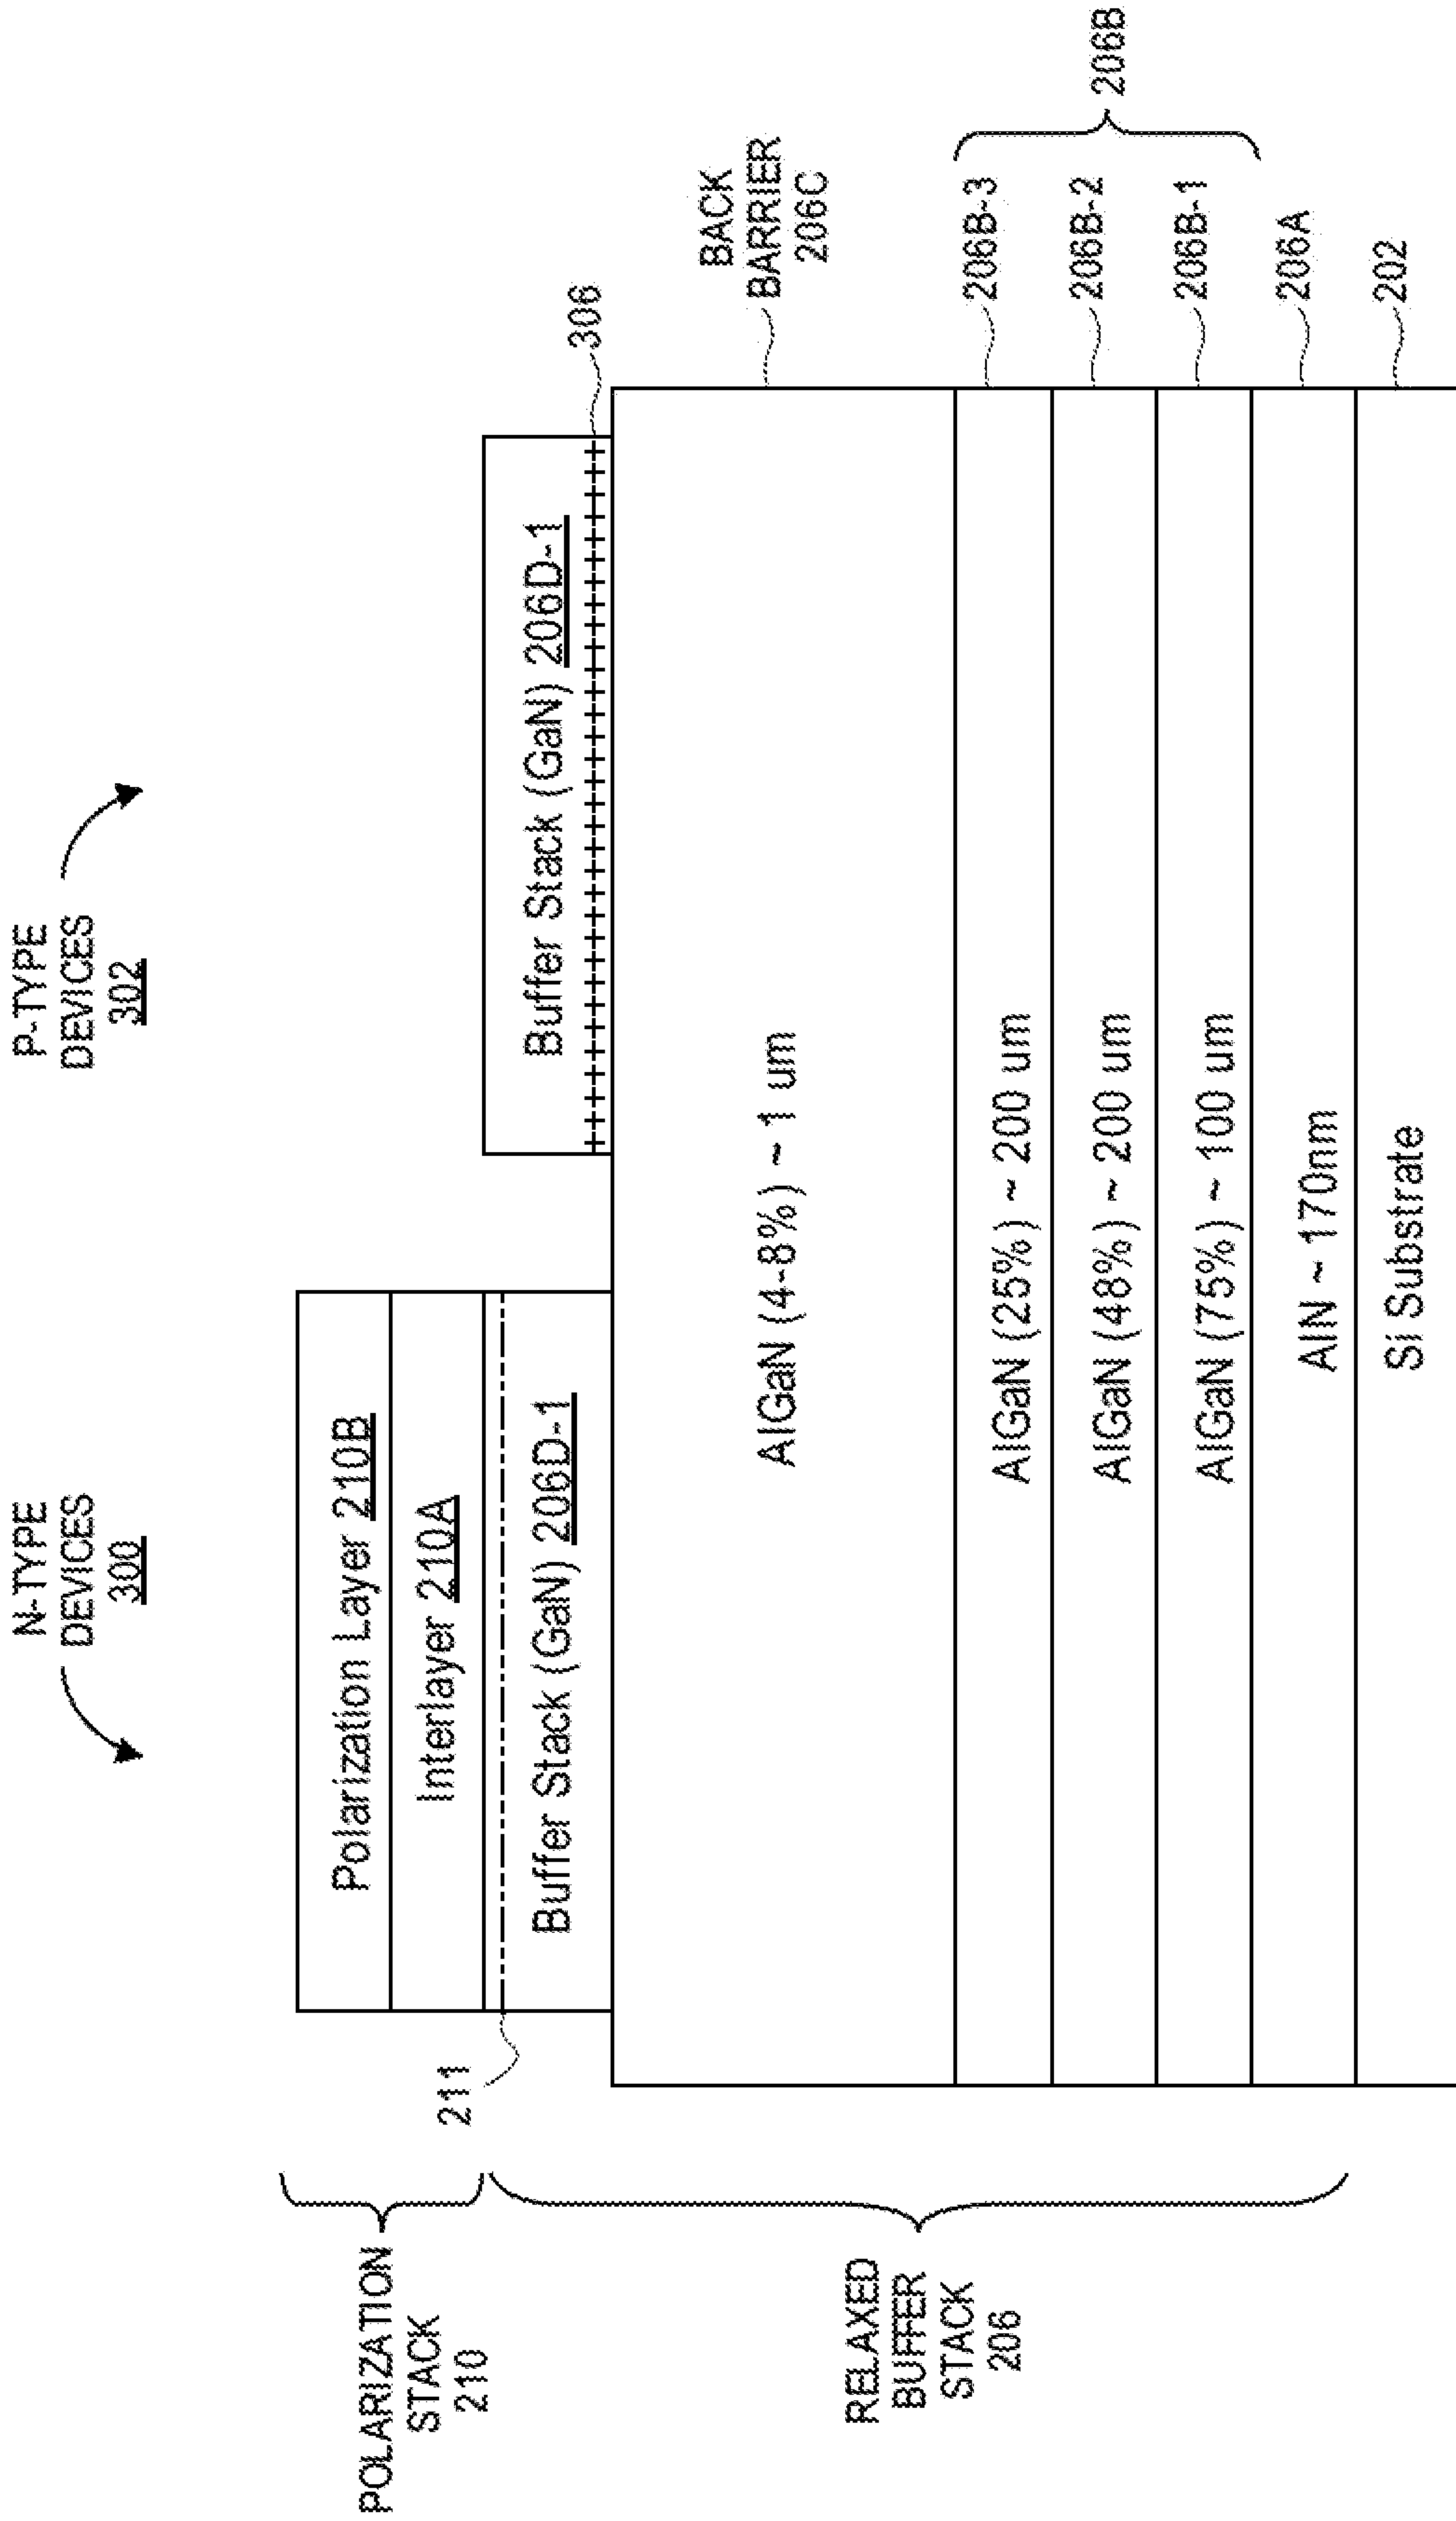 N-TYPE
DEVICES
300
P-TYPE
DEVICES
302
POLARIZATION
STACK
210
Polarization Layer 210B
Interlayer 210A
211
Buffer Stack (GaN) 206D-1
Buffer Stack (GaN) 206D-1
306
RELAXED
BUFFER
STACK
206
AlGaN (4-8%) ~ 1 um
BACK
BARRIER
206C
AlGaN (25%) ~ 200 um
206B-3
AlGaN (48%) ~ 200 um
206B-2
AlGaN (75%) ~ 100 um
206B-1
206B
AlN ~ 170nm
206A
Si Substrate
202